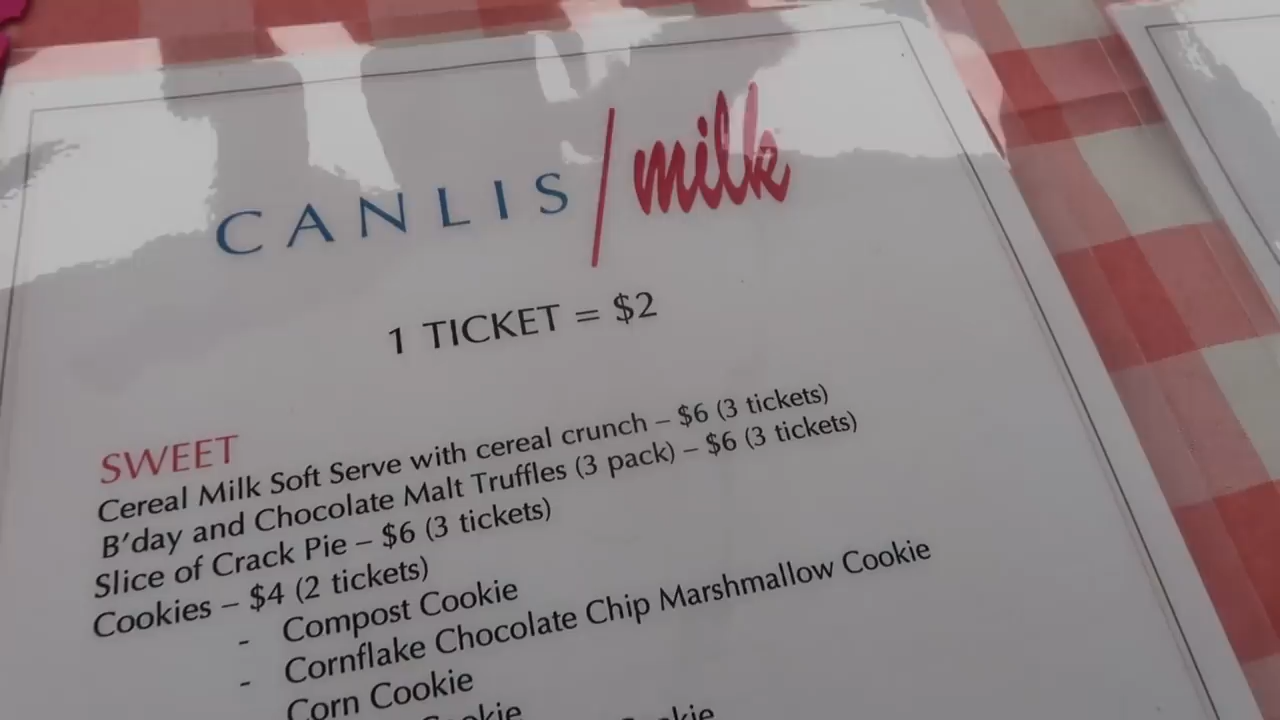 CANLIS / milk
1 TICKET = $2
SWEET
Cereal Milk Soft Serve with cereal crunch – $6 (3 tickets)
B'day and Chocolate Malt Truffles (3 pack) – $6 (3 tickets)
Slice of Crack Pie – $6 (3 tickets)
Cookies – $4 (2 tickets)
- Compost Cookie
- Cornflake Chocolate Chip Marshmallow Cookie
Corn Cookie